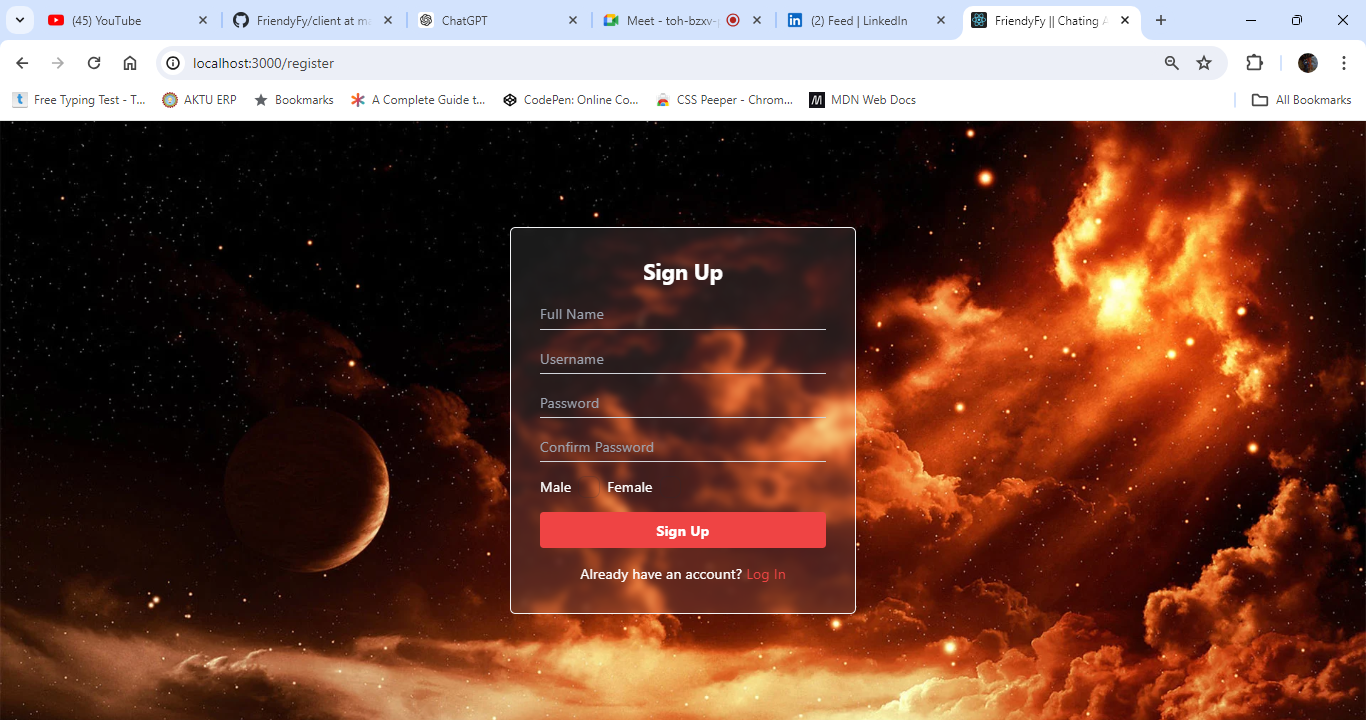 (45) YouTube
FriendyFy/client at ma
ChatGPT
Meet - toh-bzxv-
(2) Feed | LinkedIn
FriendyFy || Chating A
localhost:3000/register
Free Typing Test - T...
AKTU ERP
Bookmarks
A Complete Guide t...
CodePen: Online Co...
CSS Peeper - Chrom...
MDN Web Docs
All Bookmarks
Sign Up
Full Name
Username
Password
Confirm Password
Male Female
Sign Up
Already have an account? Log In